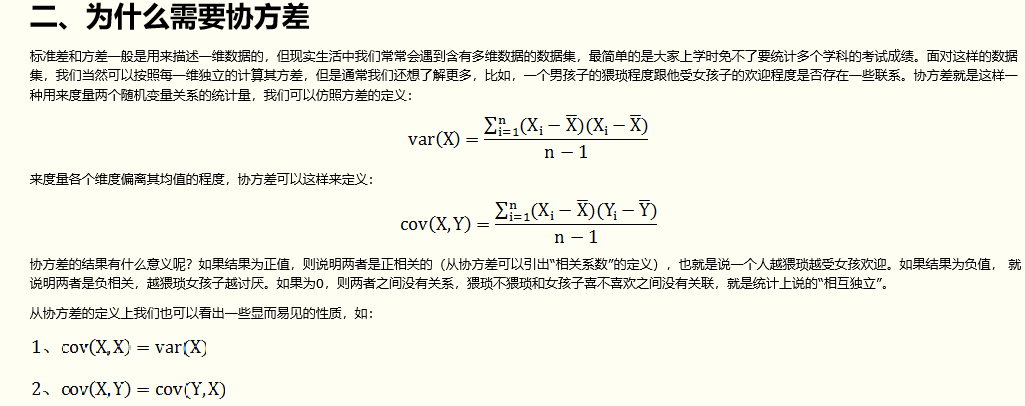 二、为什么需要协方差
标准差和方差一般是用来描述一维数据的，但现实生活中我们常常会遇到含有多维数据的数据集，最简单的是大家上学时免不了要统计多个学科的考试成绩。面对这样的数据
集，我们当然可以按照每一维独立的计算其方差，但是通常我们还想了解更多，比如，一个男孩子的猥琐程度跟他受女孩子的欢迎程度是否存在一些联系。协方差就是这样一
种用来度量两个随机变量关系的统计量，我们可以仿照方差的定义：
var(X) = \frac{\sum_{i=1}^{n}(X_i − \bar{X})(X_i − \bar{X})}{n − 1}
来度量各个维度偏离其均值的程度，协方差可以这样来定义：
cov(X,Y) = \frac{\sum_{i=1}^{n}(X_i − \bar{X})(Y_i − \bar{Y})}{n − 1}
协方差的结果有什么意义呢？如果结果为正值，则说明两者是正相关的（从协方差可以引出“相关系数”的定义），也就是说一个人越猥琐越受女孩欢迎。如果结果为负值， 就
说明两者是负相关，越猥琐女孩子越讨厌。如果为0，则两者之间没有关系，猥琐不猥琐和女孩子喜不喜欢之间没有关联，就是统计上说的“相互独立”。
从协方差的定义上我们也可以看出一些显而易见的性质，如：
1、cov(X,X) = var(X)
2、cov(X,Y) = cov(Y,X)